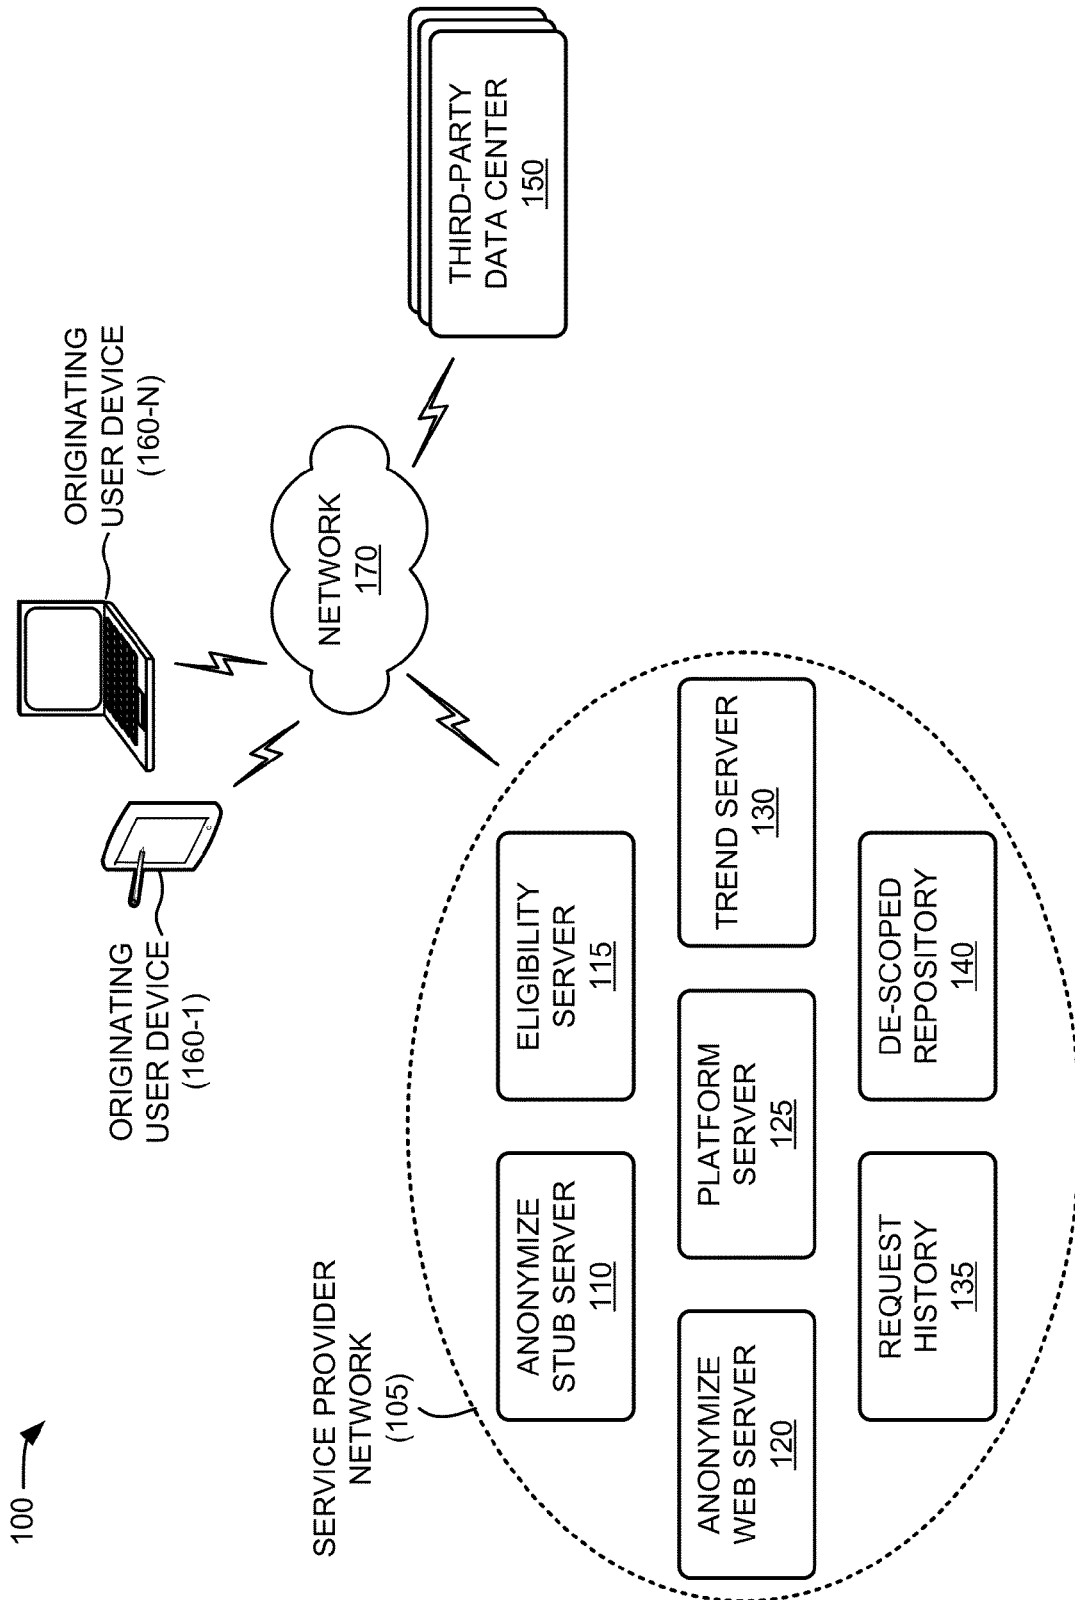 100
ORIGINATING
USER DEVICE
(160-1)
ORIGINATING
USER DEVICE
(160-N)
NETWORK
170
THIRD-PARTY
DATA CENTER
150
SERVICE PROVIDER
NETWORK
(105)
ANONYMIZE
STUB SERVER
110
ELIGIBILITY
SERVER
115
ANONYMIZE
WEB SERVER
120
PLATFORM
SERVER
125
TREND SERVER
130
REQUEST
HISTORY
135
DE-SCOPED
REPOSITORY
140